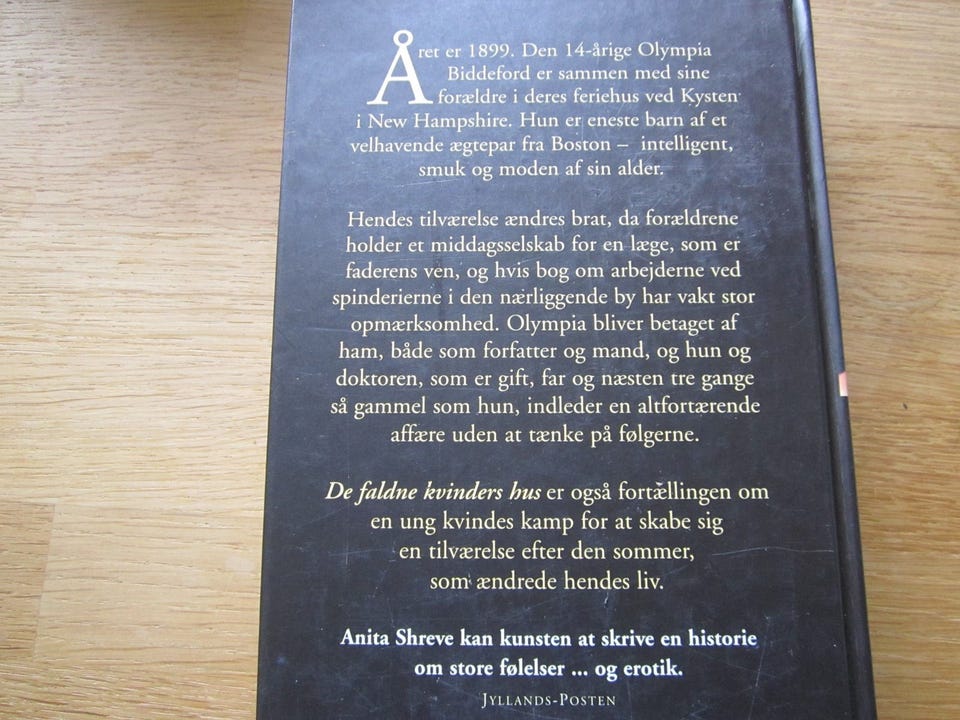 Året er 1899. Den 14-årige Olympia
Biddeford er sammen med sine
forældre i deres feriehus ved Kysten
i New Hampshire. Hun er eneste barn af et
velhavende ægtepar fra Boston – intelligent,
smuk og moden af sin alder.
Hendes tilværelse ændres brat, da forældrene
holder et middagsselskab for en læge, som er
faderens ven, og hvis bog om arbejderne ved
spinderierne i den nærliggende by har vakt stor
opmærksomhed. Olympia bliver betaget af
ham, både som forfatter og mand, og hun og
doktoren, som er gift, far og næsten tre gange
så gammel som hun, indleder en altfortærende
affære uden at tænke på følgerne.
De faldne kvinders hus er også fortællingen om
en ung kvindes kamp for at skabe sig
en tilværelse efter den sommer,
som ændrede hendes liv.
Anita Shreve kan kunsten at skrive en historie
om store følelser ... og erotik.
JYLLANDS-POSTEN